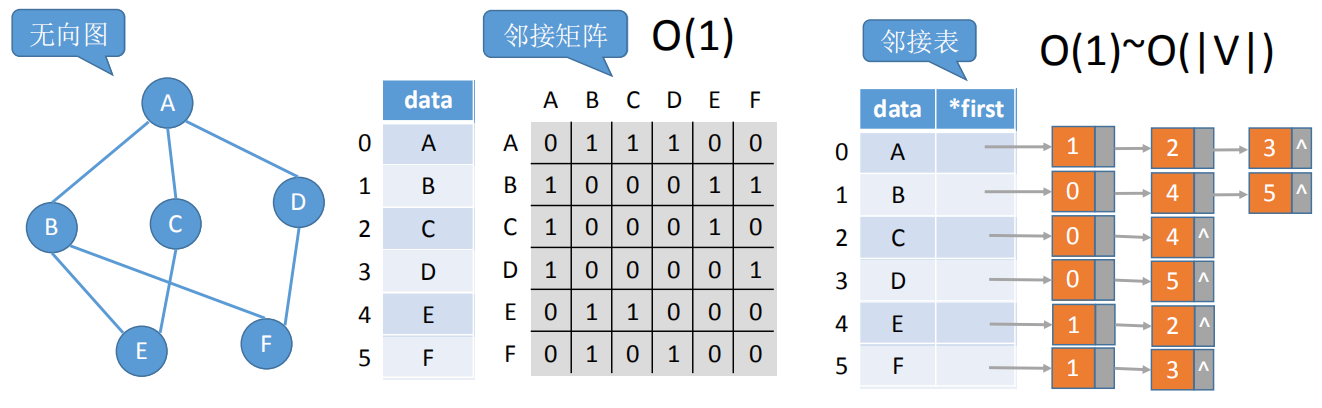 无向图
A
B
C
D
E
F
data
0 A
1 B
2 C
3 D
4 E
5 F
邻接矩阵 O(1)
A B C D E F
A 0 1 1 1 0 0
B 1 0 0 0 1 1
C 1 0 0 0 1 0
D 1 0 0 0 0 1
E 0 1 1 0 0 0
F 0 1 0 1 0 0
邻接表 O(1)~O(|V|)
data *first
0 A 1 2 3 ^
1 B 0 4 5 ^
2 C 0 4 ^
3 D 0 5 ^
4 E 1 2 ^
5 F 1 3 ^